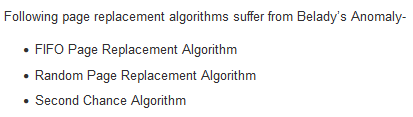 Following page replacement algorithms suffer from Belady's Anomaly-
• FIFO Page Replacement Algorithm
• Random Page Replacement Algorithm
• Second Chance Algorithm